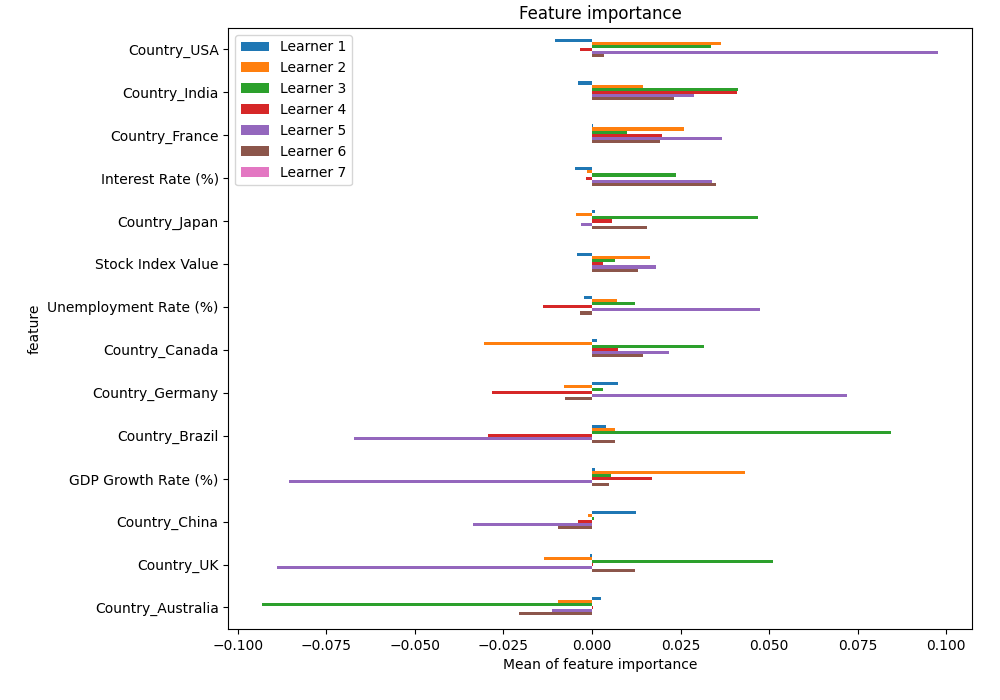 Feature importance
Learner 1
Learner 2
Learner 3
Learner 4
Learner 5
Learner 6
Learner 7
Country_USA
Country_India
Country_France
Interest Rate (%)
Country_Japan
Stock Index Value
Unemployment Rate (%)
Country_Canada
Country_Germany
Country_Brazil
GDP Growth Rate (%)
Country_China
Country_UK
Country_Australia
feature
−0.100 −0.075 −0.050 −0.025 0.000 0.025 0.050 0.075 0.100
Mean of feature importance